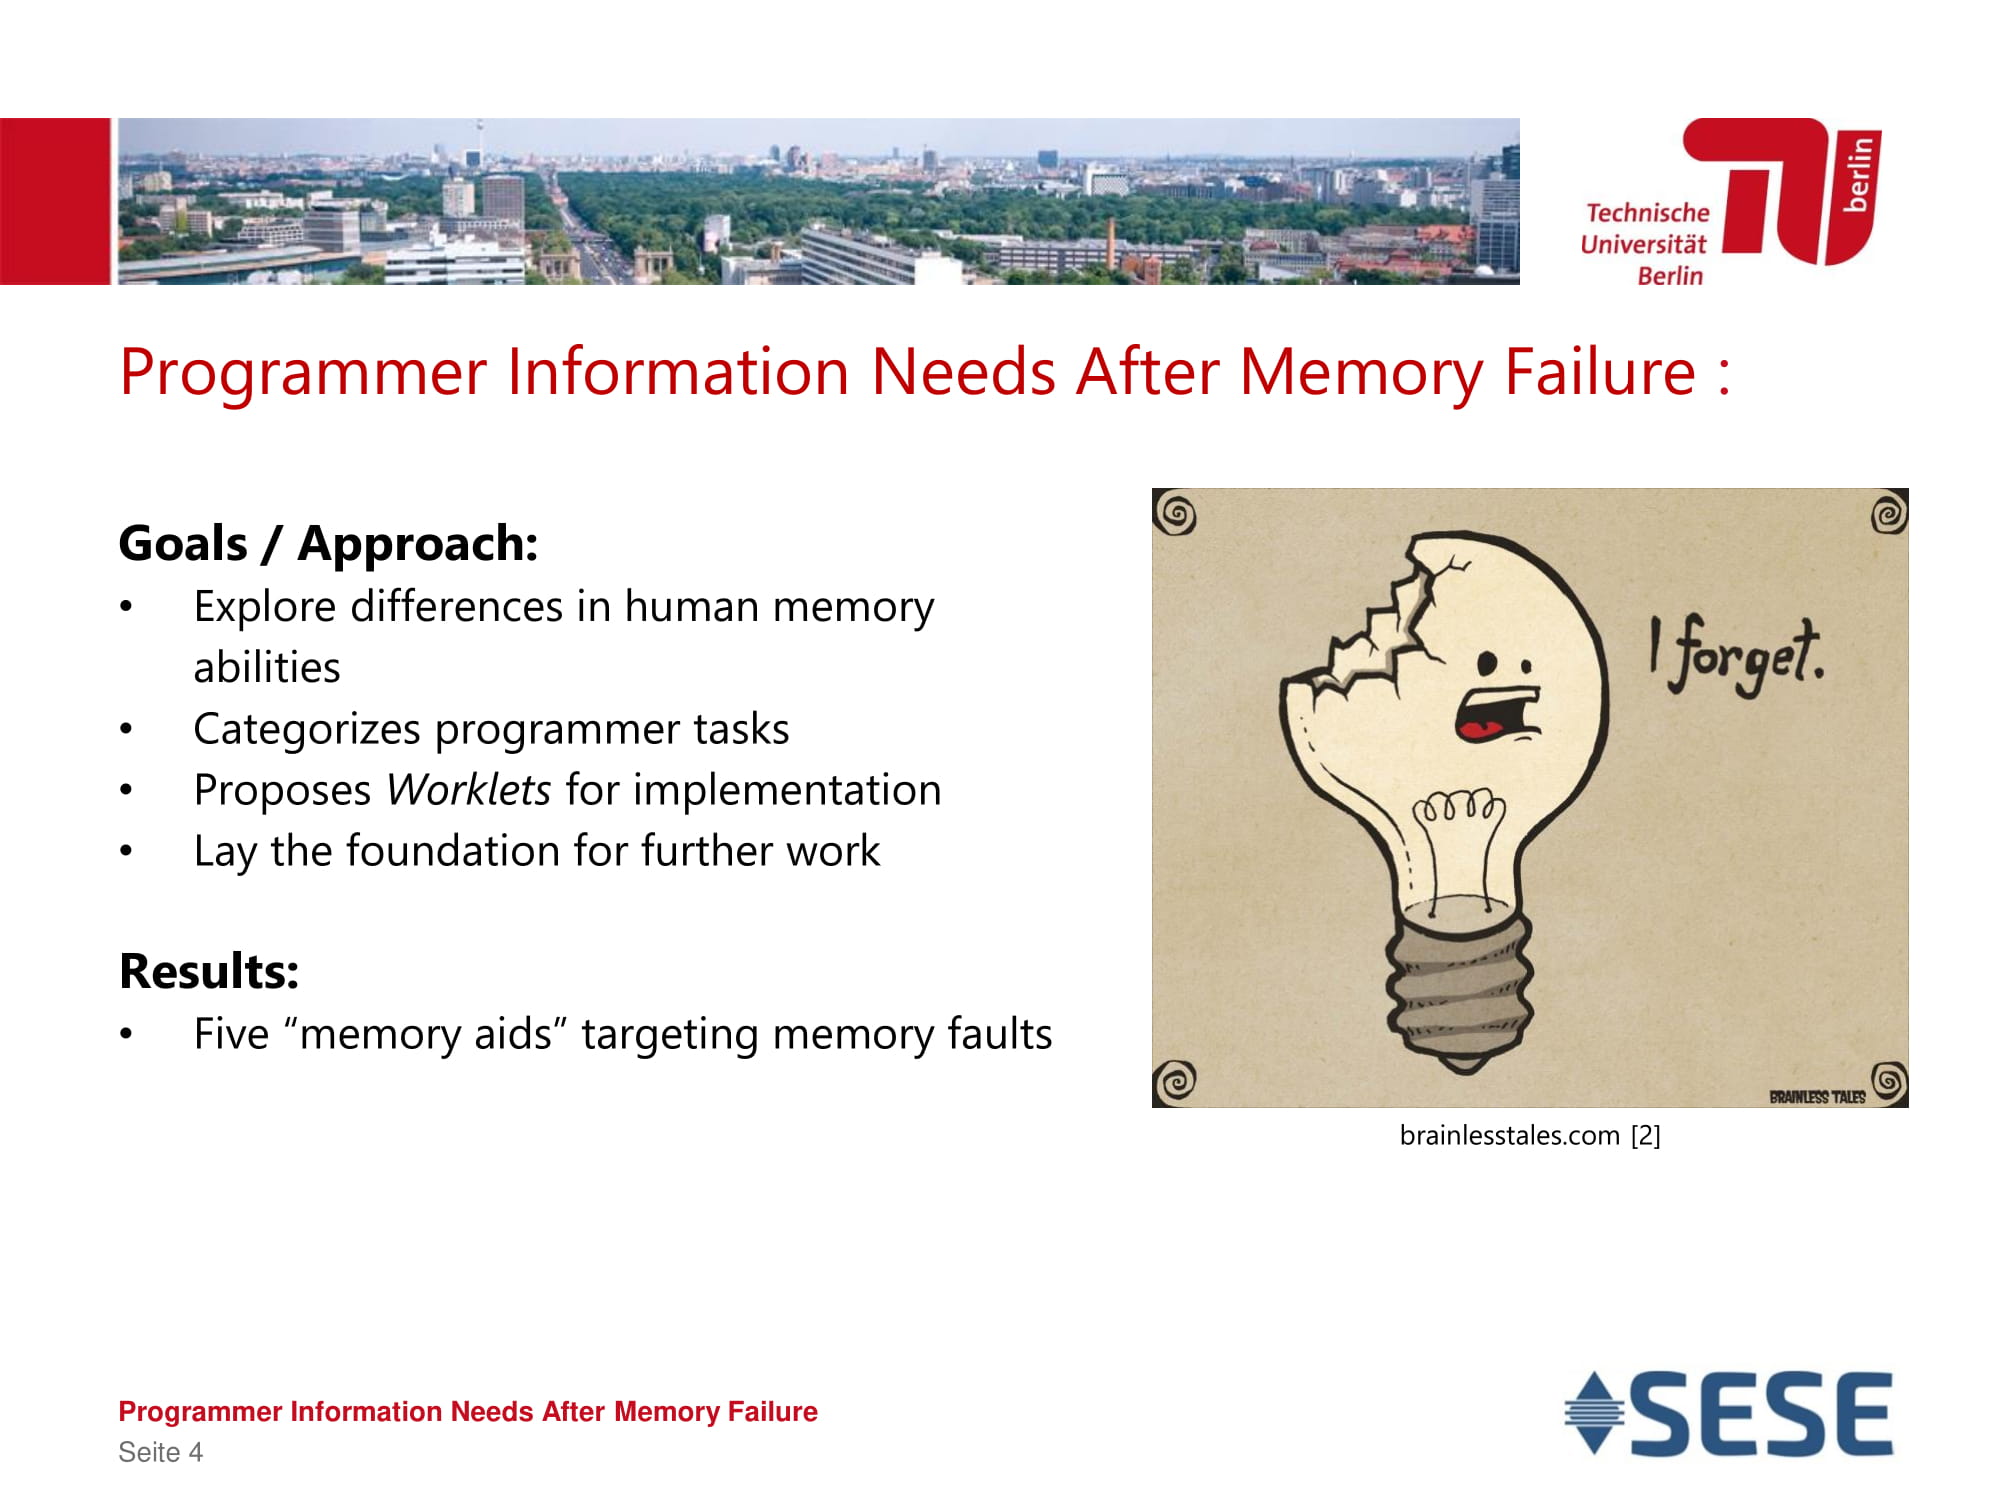 Technische
Universität
Berlin
berlin
Programmer Information Needs After Memory Failure :
Goals / Approach:
• Explore differences in human memory
abilities
• Categorizes programmer tasks
• Proposes Worklets for implementation
• Lay the foundation for further work
Results:
• Five “memory aids” targeting memory faults
I forget.
BRAINLESS TALES
brainlesstales.com [2]
Programmer Information Needs After Memory Failure
Seite 4
SESE